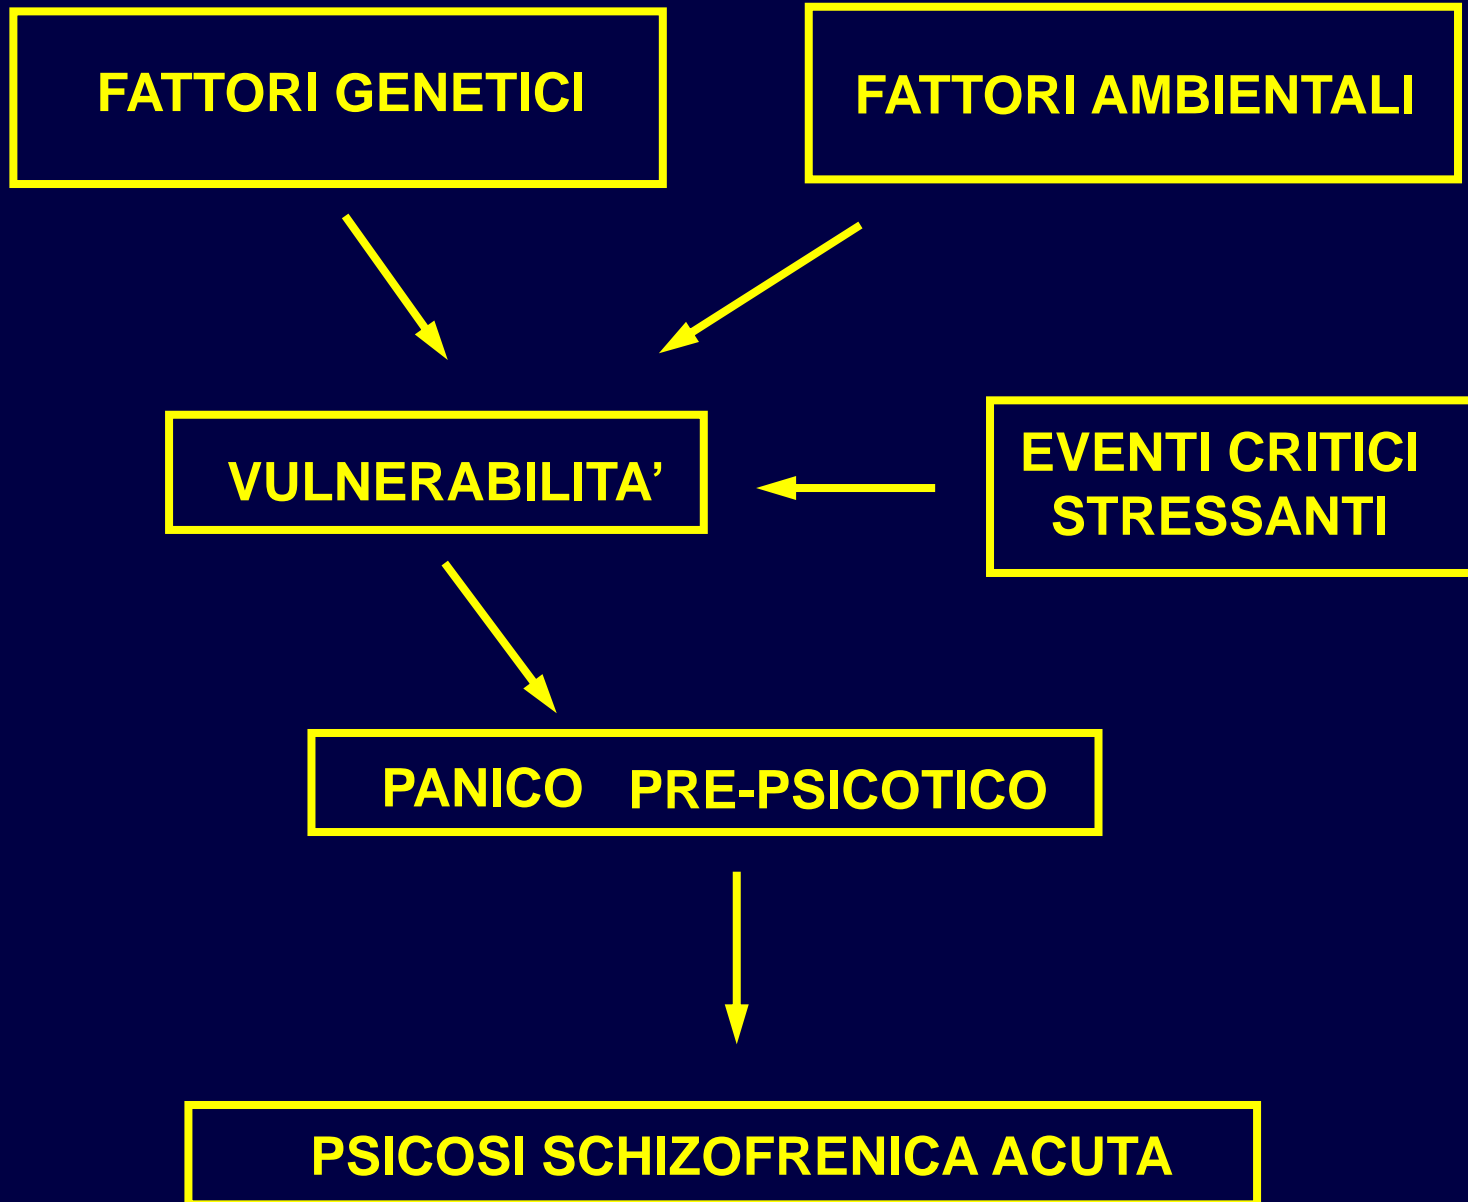 FATTORI GENETICI
FATTORI AMBIENTALI
VULNERABILITA’
EVENTI CRITICI
STRESSANTI
PANICO PRE-PSICOTICO
PSICOSI SCHIZOFRENICA ACUTA